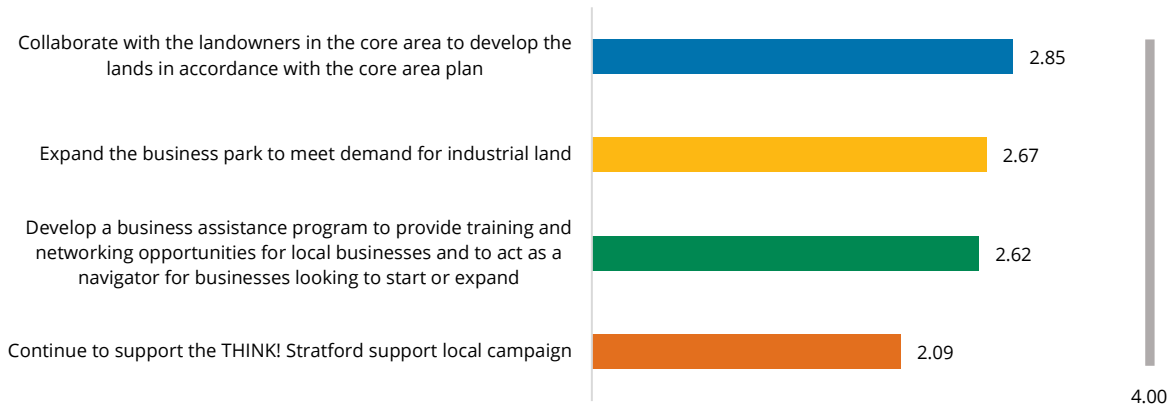 Collaborate with the landowners in the core area to develop the
lands in accordance with the core area plan
2.85
Expand the business park to meet demand for industrial land
2.67
Develop a business assistance program to provide training and
networking opportunities for local businesses and to act as a
navigator for businesses looking to start or expand
2.62
Continue to support the THINK! Stratford support local campaign
2.09
4.00